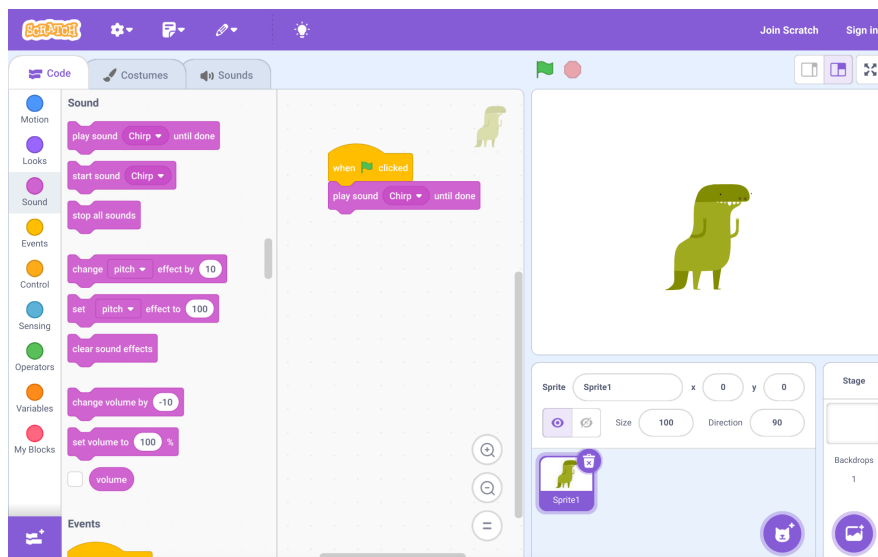 SCRATCH
Join Scratch
Sign in
Code
Costumes
Sounds
Motion
Looks
Sound
Events
Control
Sensing
Operators
Variables
My Blocks
Sound
play sound Chirp until done
start sound Chirp
stop all sounds
change pitch effect by 10
set pitch effect to 100
clear sound effects
change volume by -10
set volume to 100 %
volume
Events
when clicked
play sound Chirp until done
Sprite Sprite1 x 0 y 0
Size 100 Direction 90
Sprite1
Stage
Backdrops
1